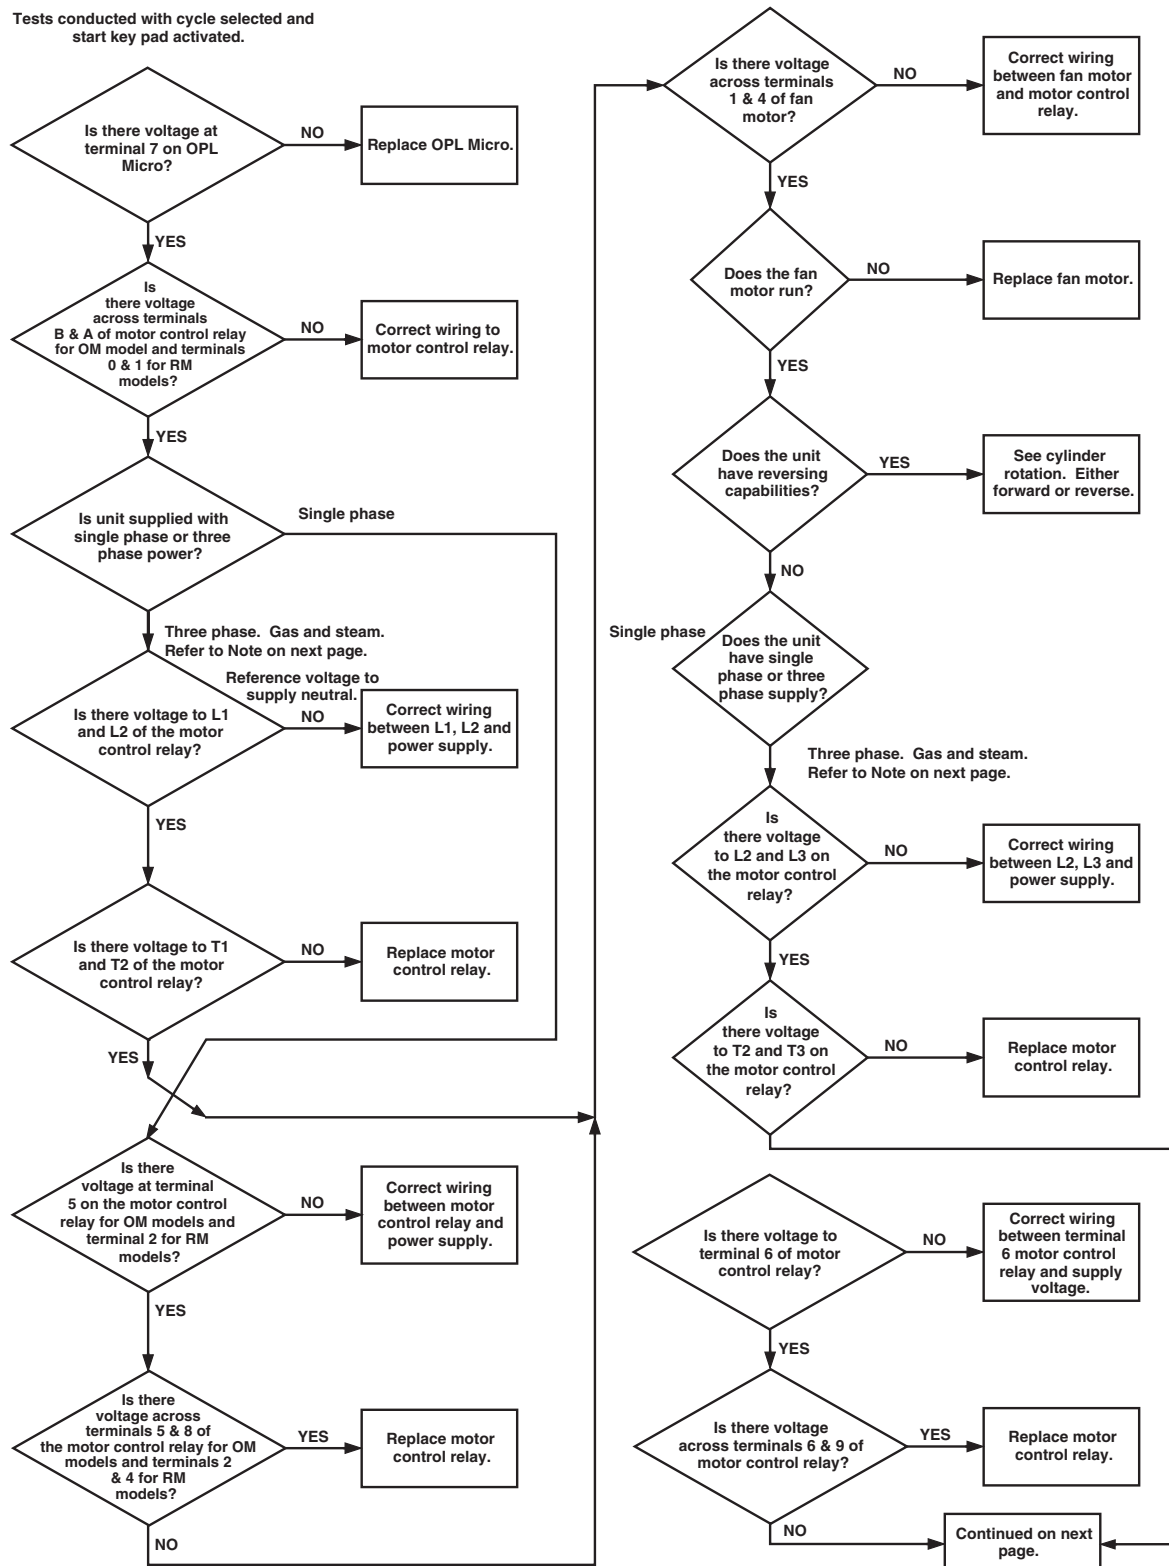 Tests conducted with cycle selected and
start key pad activated.
Is there voltage at
terminal 7 on OPL
Micro?
NO
Replace OPL Micro.
YES
Is
there voltage
across terminals
B & A of motor control relay
for OM model and terminals
0 & 1 for RM
models?
NO
Correct wiring to
motor control relay.
YES
Is unit supplied with
single phase or three
phase power?
Single phase
Three phase. Gas and steam.
Refer to Note on next page.
Reference voltage to
supply neutral.
Is there voltage to L1
and L2 of the motor
control relay?
NO
Correct wiring
between L1, L2 and
power supply.
YES
Is there voltage to T1
and T2 of the motor
control relay?
NO
Replace motor
control relay.
YES
Is there
voltage at terminal
5 on the motor control
relay for OM models and
terminal 2 for RM
models?
NO
Correct wiring
between motor
control relay and
power supply.
YES
Is there
voltage across
terminals 5 & 8 of
the motor control relay for OM
models and terminals 2
& 4 for RM
models?
YES
Replace motor
control relay.
NO
Is there voltage
across terminals
1 & 4 of fan
motor?
NO
Correct wiring
between fan motor
and motor control
relay.
YES
Does the fan
motor run?
NO
Replace fan motor.
YES
Does the unit
have reversing
capabilities?
YES
See cylinder
rotation. Either
forward or reverse.
NO
Single phase
Does the unit
have single
phase or three
phase supply?
Three phase. Gas and steam.
Refer to Note on next page.
Is
there voltage
to L2 and L3 on
the motor control
relay?
NO
Correct wiring
between L2, L3 and
power supply.
YES
Is
there voltage
to T2 and T3 on
the motor control
relay?
NO
Replace motor
control relay.
Is there voltage to
terminal 6 of motor
control relay?
NO
Correct wiring
between terminal
6 motor control
relay and supply
voltage.
YES
Is there voltage
across terminals 6 & 9 of
motor control relay?
YES
Replace motor
control relay.
NO
Continued on next
page.